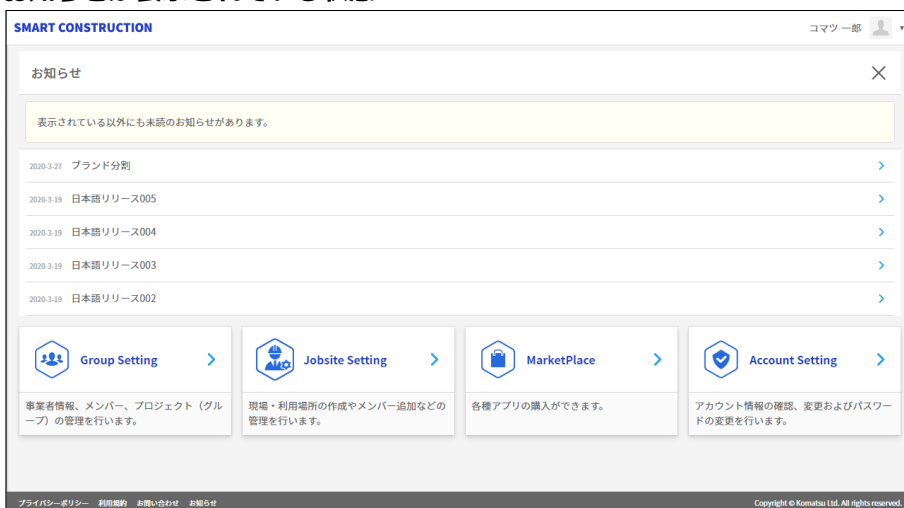 SMART CONSTRUCTION
コマツ 一郎
お知らせ
表示されている以外にも未読のお知らせがあります。
2020-3-27 ブランド分割
2020-3-19 日本語リリース005
2020-3-19 日本語リリース004
2020-3-19 日本語リリース003
2020-3-19 日本語リリース002
Group Setting
事業者情報、メンバー、プロジェクト（グル
ープ）の管理を行います。
Jobsite Setting
現場・利用場所の作成やメンバー追加などの
管理を行います。
MarketPlace
各種アプリの購入ができます。
Account Setting
アカウント情報の確認、変更およびパスワー
ドの変更を行います。
プライバシーポリシー 利用規約 お問い合わせ お知らせ
Copyright © Komatsu Ltd. All rights reserved.